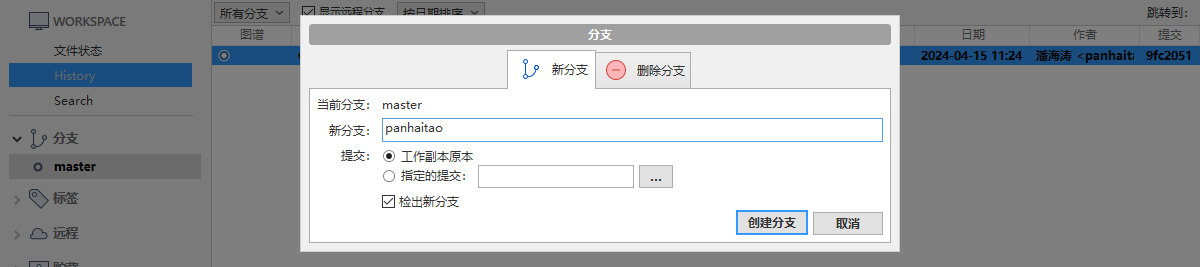 WORKSPACE
文件状态
History
Search
分支
master
标签
远程
所有分支
显示远程分支
按日期排序
跳转到：
图谱
日期
作者
提交
2024-04-15 11:24
潘海涛 <panhaita
9fc2051
分支
新分支
删除分支
当前分支： master
新分支： panhaitao
提交： 工作副本原本
指定的提交：
...
检出新分支
创建分支
取消